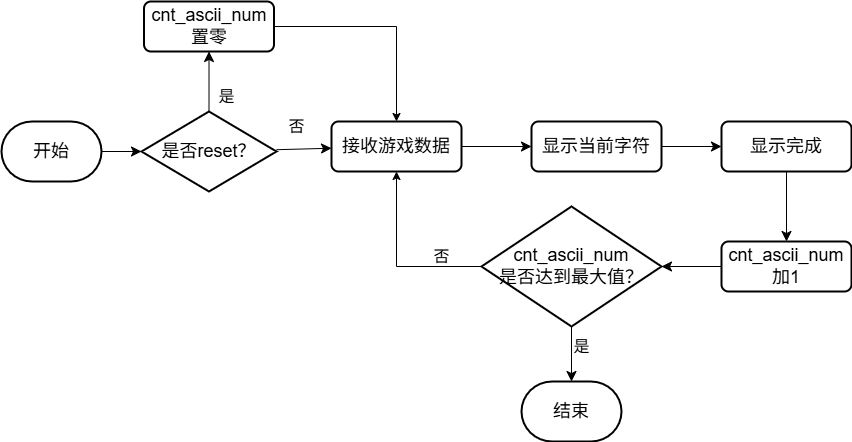 cnt_ascii_num
置零
是
否
开始
是否reset?
接收游戏数据
显示当前字符
显示完成
否
cnt_ascii_num
是否达到最大值?
cnt_ascii_num
加1
是
结束